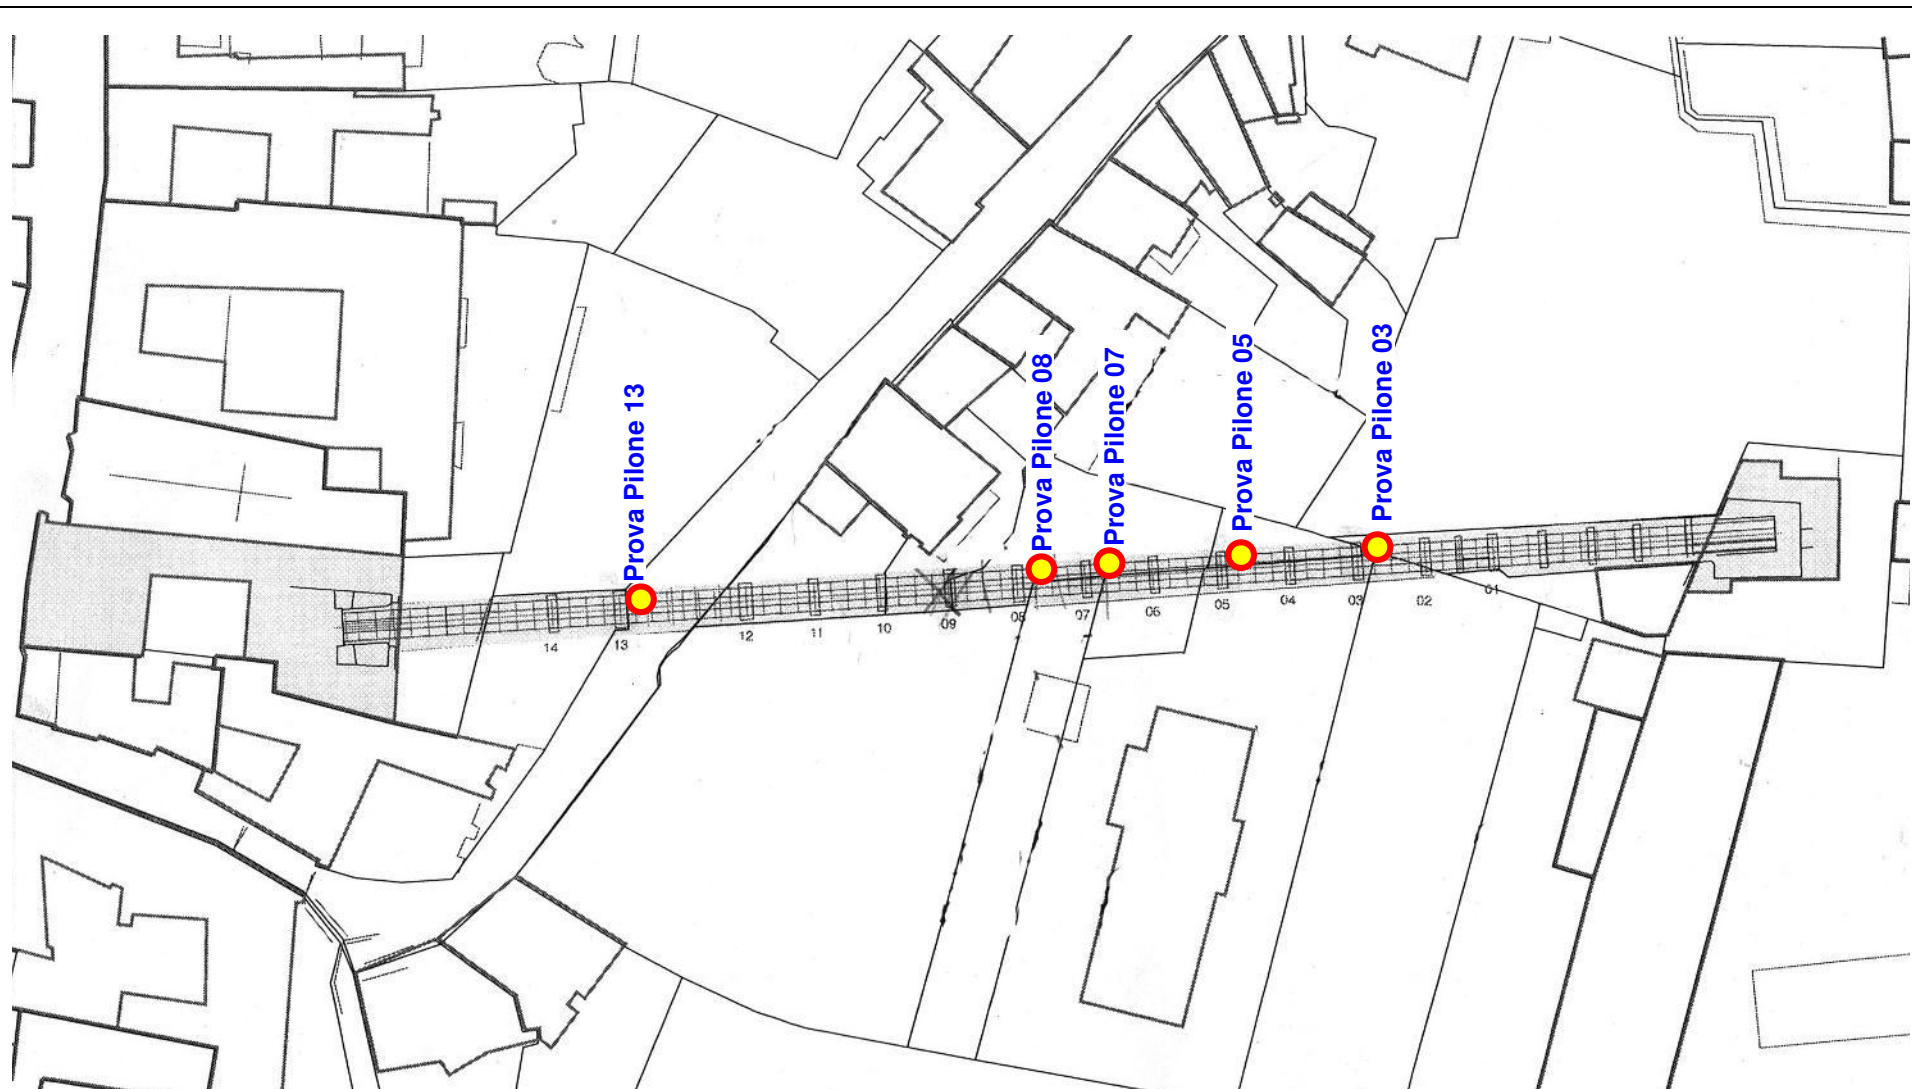 Prova Pilone 13
Prova Pilone 08
Prova Pilone 07
Prova Pilone 05
Prova Pilone 03
14
13
12
11
10
09
08
07
06
05
04
03
02
01